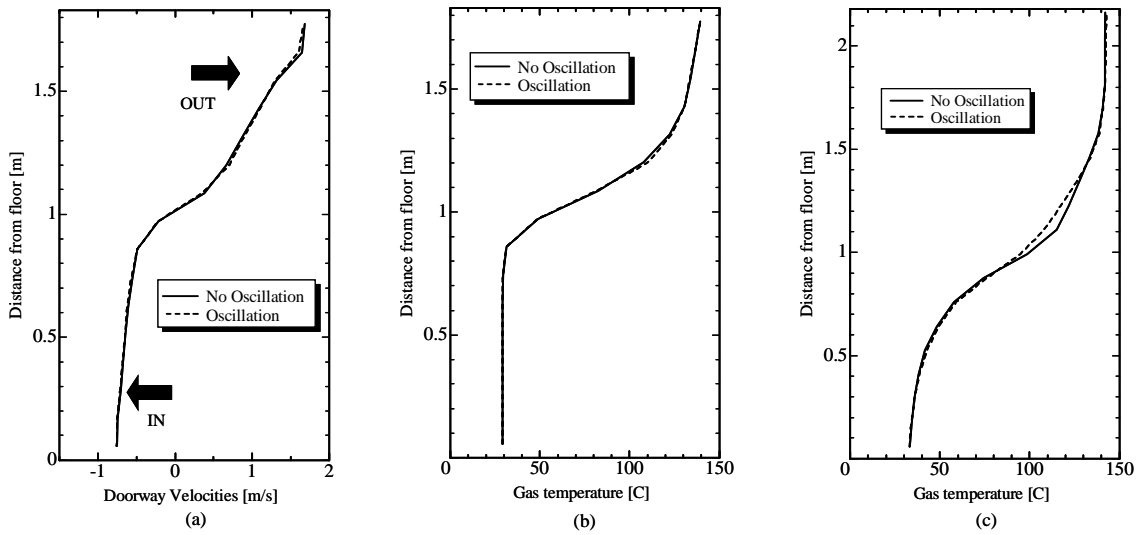 1.5
1
0.5
0
-1
0
1
2
Distance from floor [m]
Doorway Velocities [m/s]
OUT
IN
No Oscillation
Oscillation
(a)
1.5
1
0.5
0
50
100
150
Distance from floor [m]
Gas temperature [C]
No Oscillation
Oscillation
(b)
2
1.5
1
0.5
0
50
100
150
Distance from floor [m]
Gas temperature [C]
No Oscillation
Oscillation
(c)